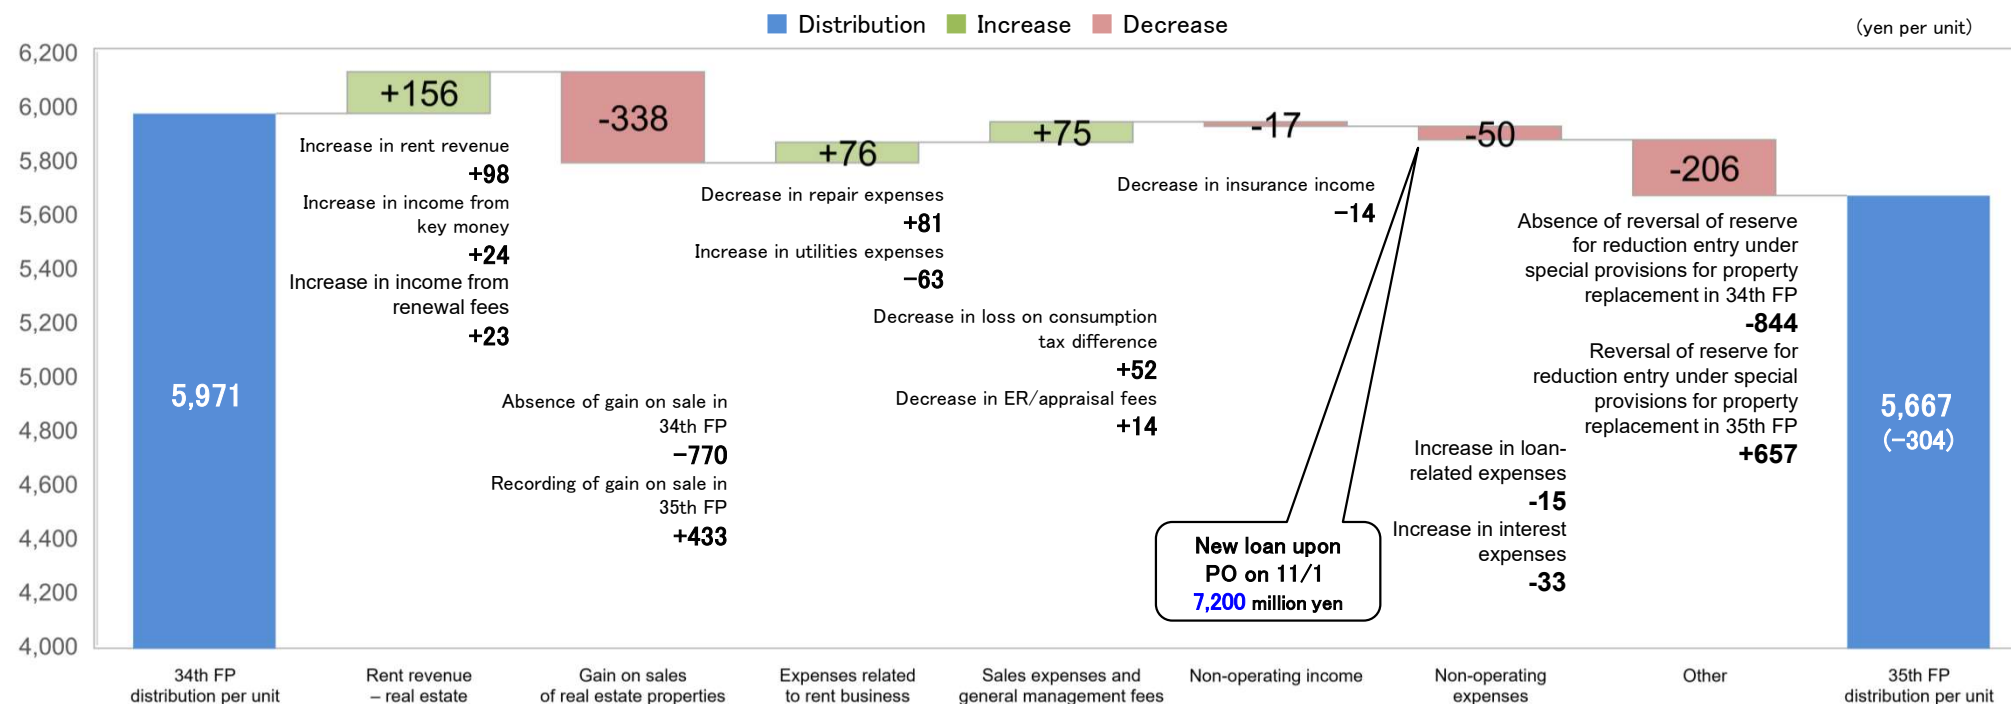 Distribution Increase Decrease
(yen per unit)
6,200
6,000
5,800
5,600
5,400
5,200
5,000
4,800
4,600
4,400
4,200
4,000
5,971
+156
Increase in rent revenue
+98
Increase in income from
key money
+24
Increase in income from
renewal fees
+23
-338
Absence of gain on sale in
34th FP
−770
Recording of gain on sale in
35th FP
+433
+76
Decrease in repair expenses
+81
Increase in utilities expenses
−63
+75
Decrease in loss on consumption
tax difference
+52
Decrease in ER/appraisal fees
+14
-17
Decrease in insurance income
−14
-50
New loan upon
PO on 11/1
7,200 million yen
Increase in loan-
related expenses
-15
Increase in interest
expenses
-33
-206
Absence of reversal of reserve
for reduction entry under
special provisions for property
replacement in 34th FP
-844
Reversal of reserve for
reduction entry under special
provisions for property
replacement in 35th FP
+657
5,667
(−304)
34th FP
distribution per unit
Rent revenue
– real estate
Gain on sales
of real estate properties
Expenses related
to rent business
Sales expenses and
general management fees
Non-operating income
Non-operating
expenses
Other
35th FP
distribution per unit